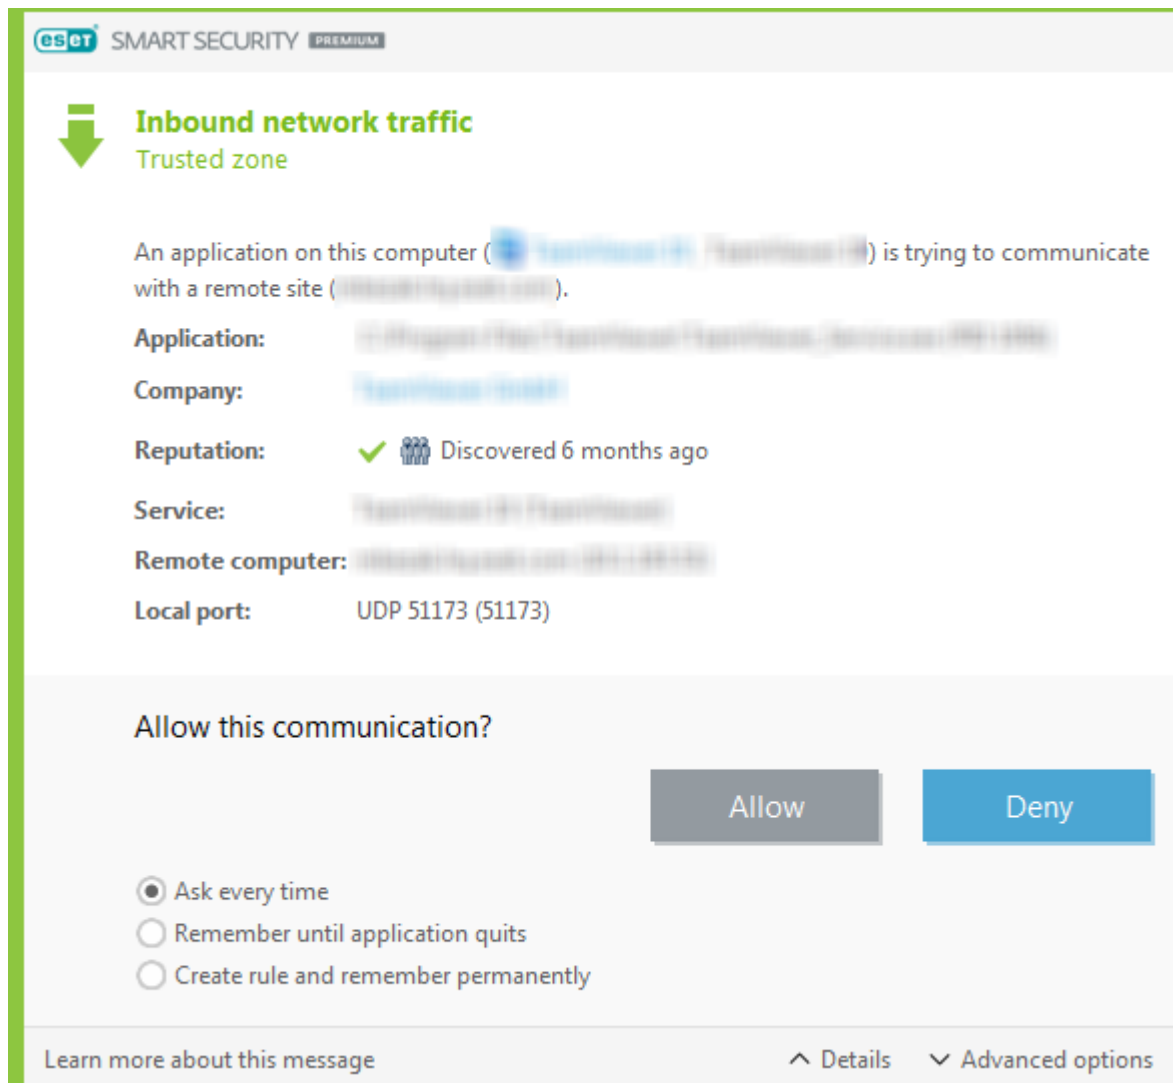 eset SMART SECURITY PREMIUM
Inbound network traffic
Trusted zone
An application on this computer ( ) is trying to communicate
with a remote site ( ).
Application:
Company:
Reputation: Discovered 6 months ago
Service:
Remote computer:
Local port: UDP 51173 (51173)
Allow this communication?
Allow Deny
Ask every time
Remember until application quits
Create rule and remember permanently
Learn more about this message Details Advanced options